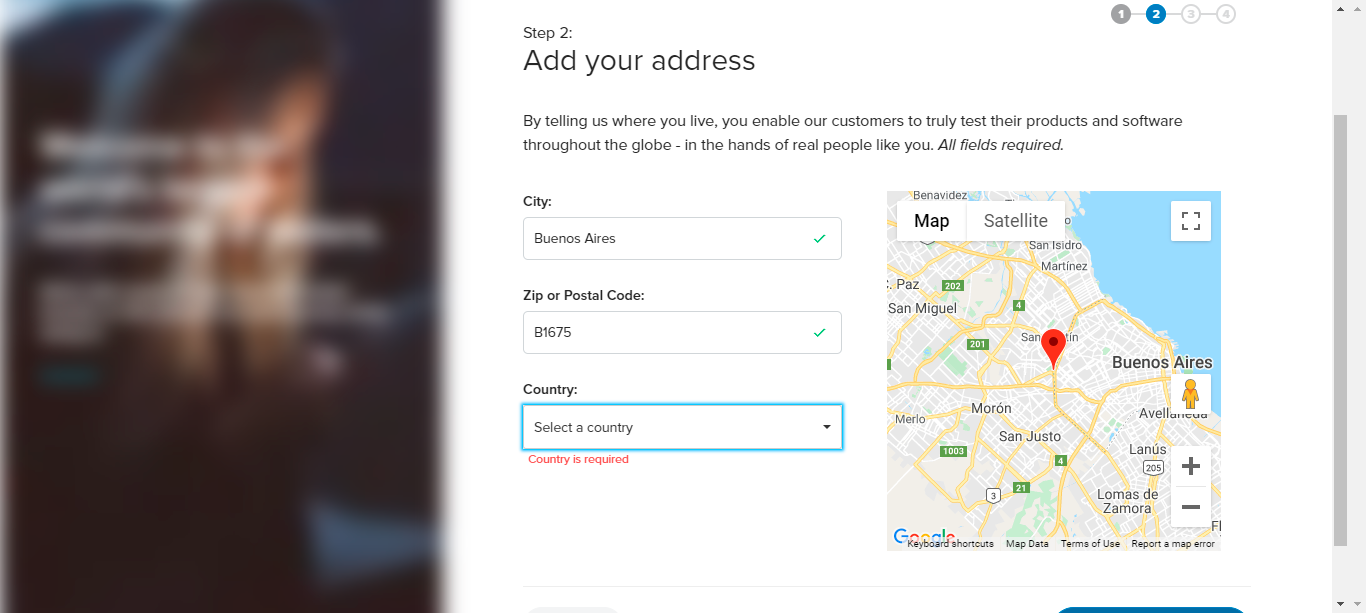 1 2 3 4
Step 2:
Add your address
By telling us where you live, you enable our customers to truly test their products and software
throughout the globe - in the hands of real people like you. All fields required.
City:
Buenos Aires
Zip or Postal Code:
B1675
Country:
Select a country
Country is required
Benavidez
Map Satellite
San Isidro
Martínez
C. Paz
202
4
San Miguel
201
Buenos Aires
Morón
Avellaneda
Merlo
San Justo
1003
Lanús
4
205
21
3
Lomas de
Zamora
Google
Keyboard shortcuts Map Data Terms of Use Report a map error